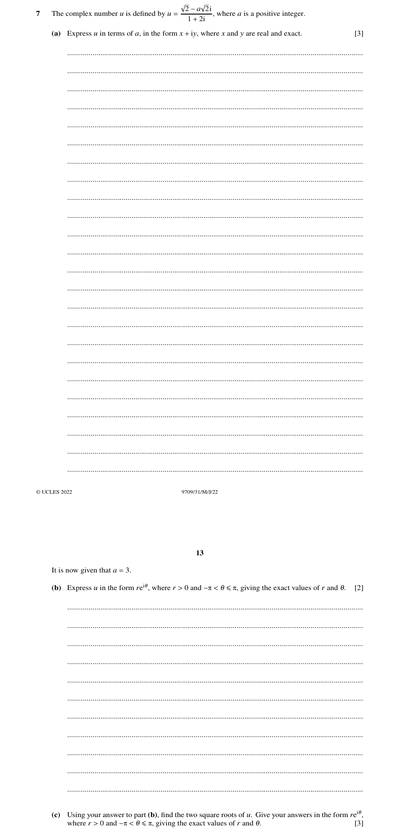 7 The complex number u is defined by u = (√2 − a√2i)/(1 + 2i), where a is a positive integer.
(a) Express u in terms of a, in the form x + iy, where x and y are real and exact. [3]
© UCLES 2022 9709/31/M/J/22
13
It is now given that a = 3.
(b) Express u in the form re^{iθ}, where r > 0 and −π < θ ⩽ π, giving the exact values of r and θ. [2]
(c) Using your answer to part (b), find the two square roots of u. Give your answers in the form re^{iθ},
where r > 0 and −π < θ ⩽ π, giving the exact values of r and θ. [3]